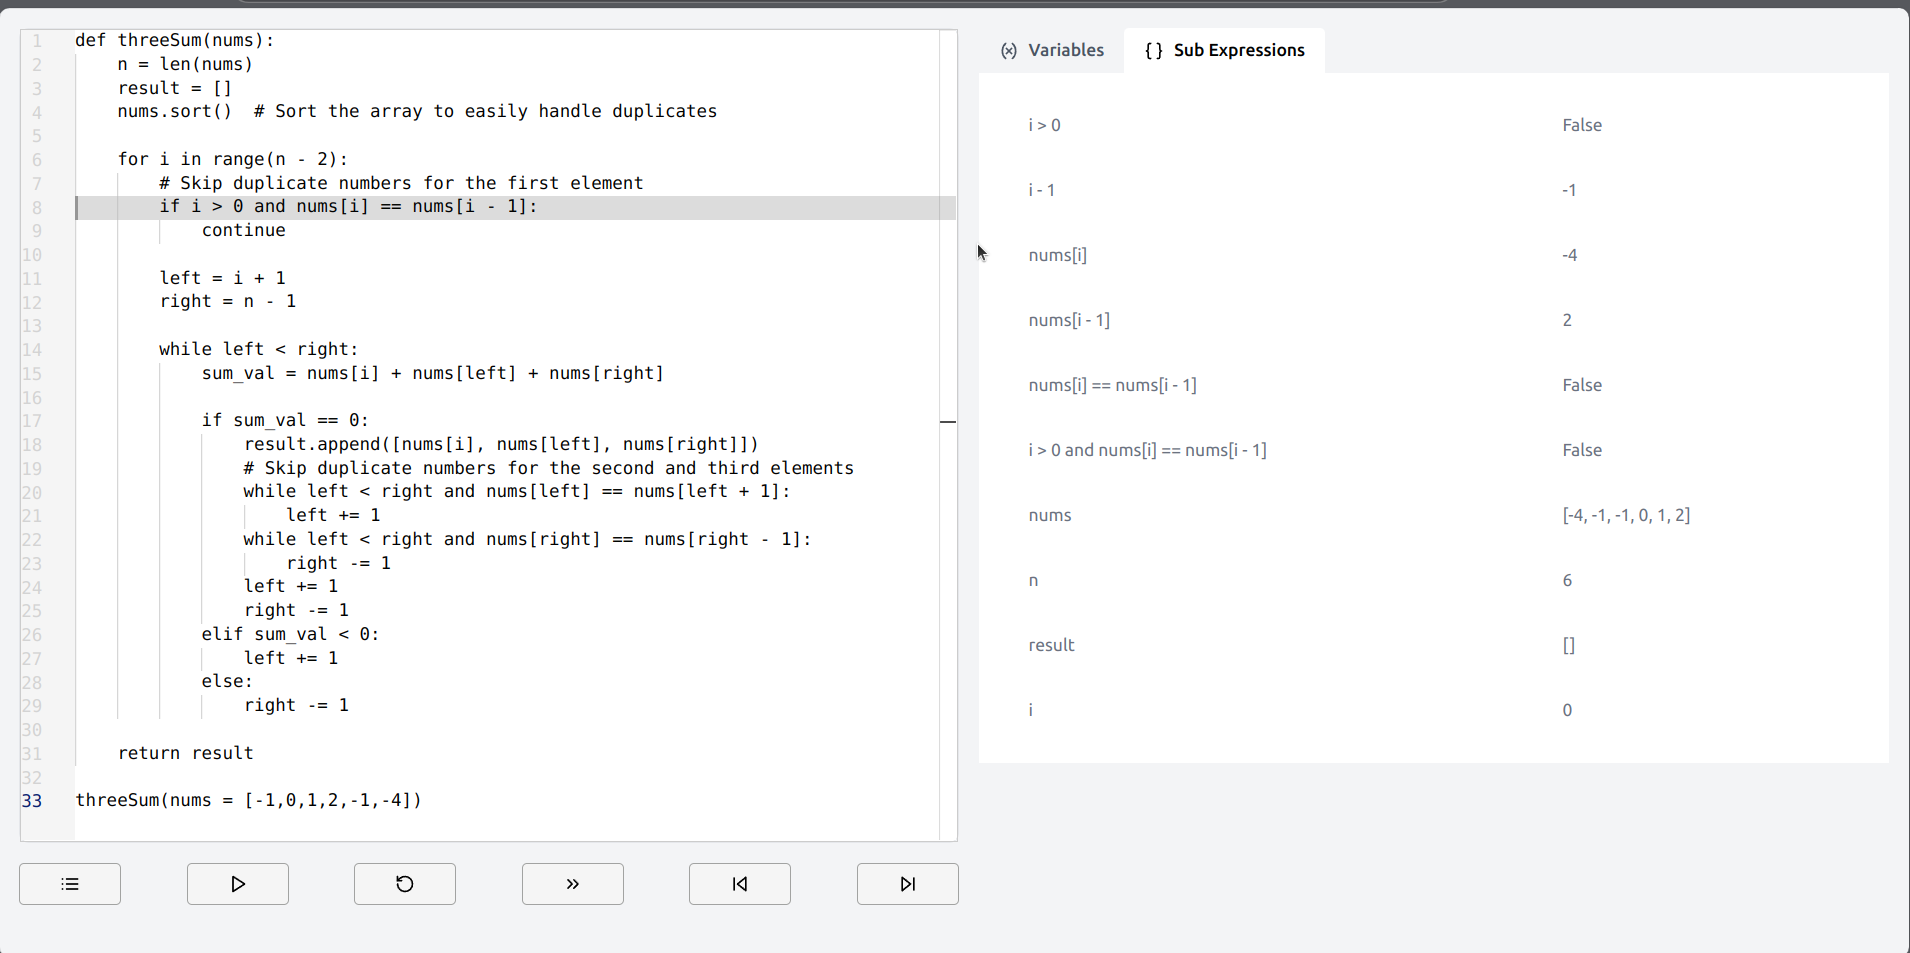 1 def threeSum(nums):
2     n = len(nums)
3     result = []
4     nums.sort()  # Sort the array to easily handle duplicates
5
6     for i in range(n - 2):
7         # Skip duplicate numbers for the first element
8         if i > 0 and nums[i] == nums[i - 1]:
9             continue
10
11         left = i + 1
12         right = n - 1
13
14         while left < right:
15             sum_val = nums[i] + nums[left] + nums[right]
16
17             if sum_val == 0:
18                 result.append([nums[i], nums[left], nums[right]])
19                 # Skip duplicate numbers for the second and third elements
20                 while left < right and nums[left] == nums[left + 1]:
21                     left += 1
22                 while left < right and nums[right] == nums[right - 1]:
23                     right -= 1
24                 left += 1
25                 right -= 1
26             elif sum_val < 0:
27                 left += 1
28             else:
29                 right -= 1
30
31     return result
32
33 threeSum(nums = [-1,0,1,2,-1,-4])
(x) Variables
{ } Sub Expressions
i > 0 False
i - 1 -1
nums[i] -4
nums[i - 1] 2
nums[i] == nums[i - 1] False
i > 0 and nums[i] == nums[i - 1] False
nums [-4, -1, -1, 0, 1, 2]
n 6
result []
i 0